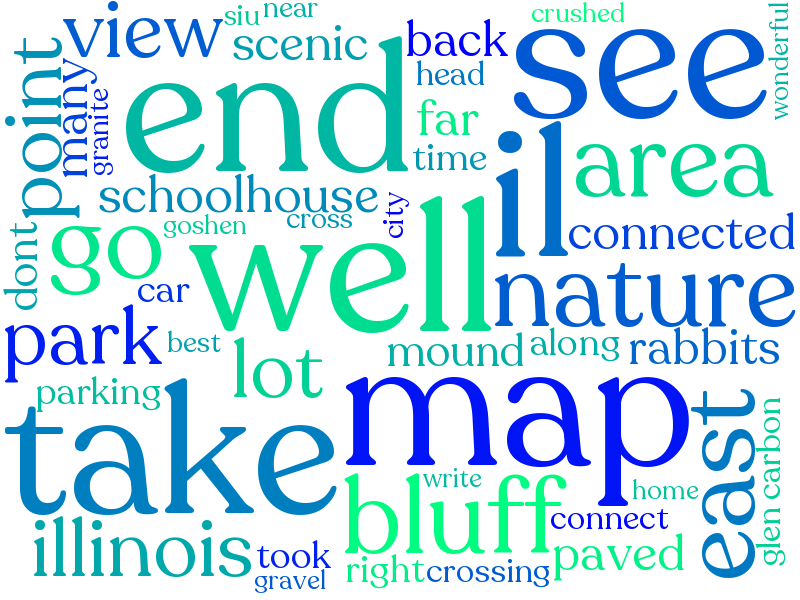 siu
near
crushed
wonderful
view
scenic
back
see
point
many
granite
end
head
far
time
il
area
schoolhouse
city
cross
goshen
connected
dont
go
well
nature
car
park
best
lot
mound
along
rabbits
parking
take
map
east
glen carbon
bluff
write
home
illinois
took
connect
gravel
right
crossing
paved